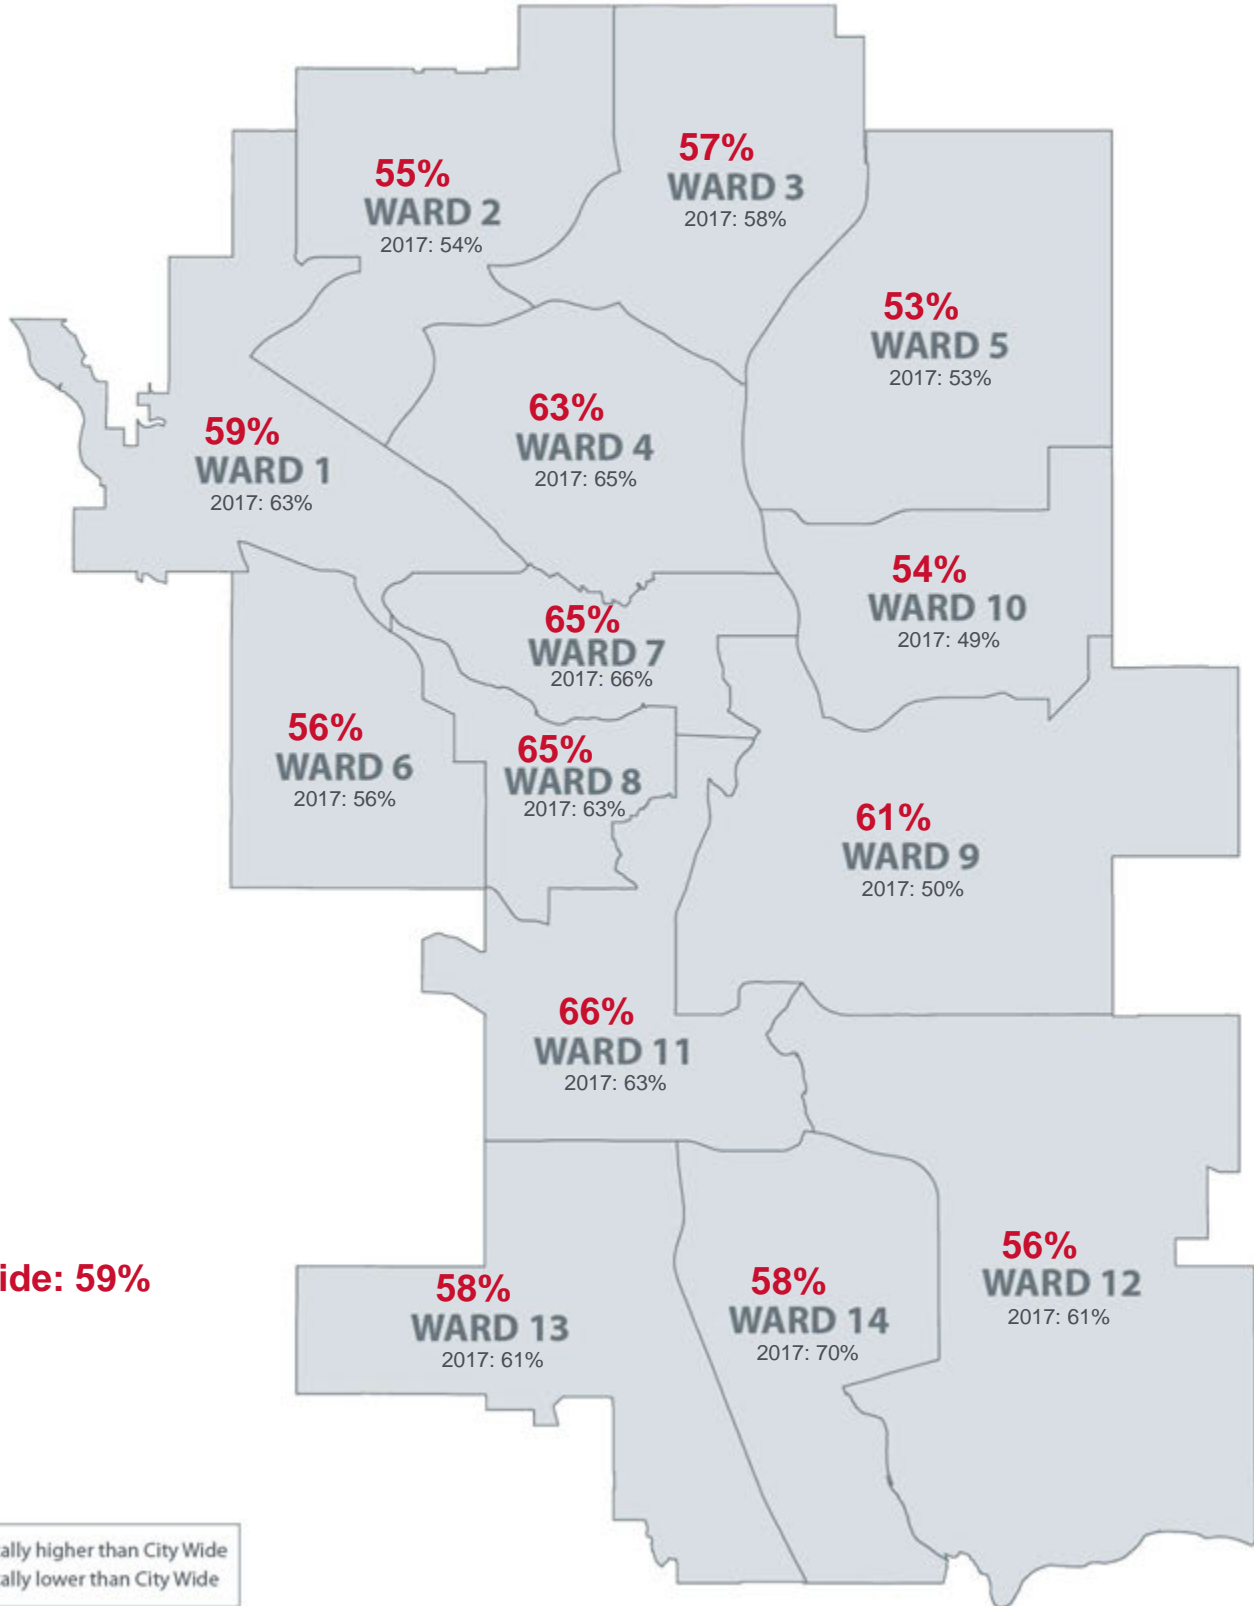 57%
WARD 3
2017: 58%
55%
WARD 2
2017: 54%
53%
WARD 5
2017: 53%
63%
WARD 4
2017: 65%
59%
WARD 1
2017: 63%
54%
WARD 10
2017: 49%
65%
WARD 7
2017: 66%
56%
WARD 6
2017: 56%
65%
WARD 8
2017: 63%
61%
WARD 9
2017: 50%
66%
WARD 11
2017: 63%
56%
WARD 12
2017: 61%
ide: 59%
58%
WARD 13
2017: 61%
58%
WARD 14
2017: 70%
ally higher than City Wide
ally lower than City Wide